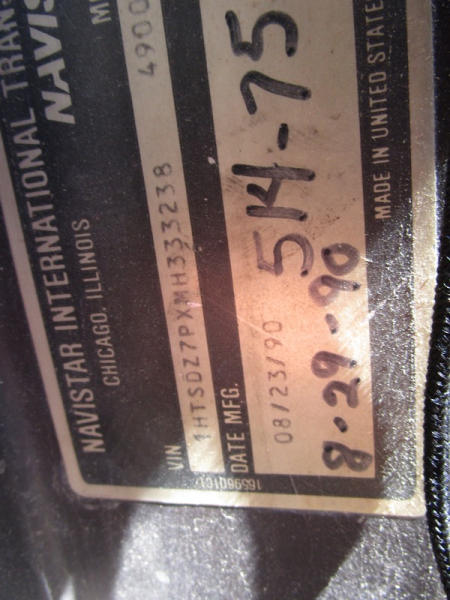 NAVISTAR INTERNATIONAL TRAN
NAVIS
CHICAGO, ILLINOIS
M
4900
VIN
1HTSDZ7PXMH333238
DATE MFG.
08/23/90
514-75
8-29-90
MADE IN UNITED STATE